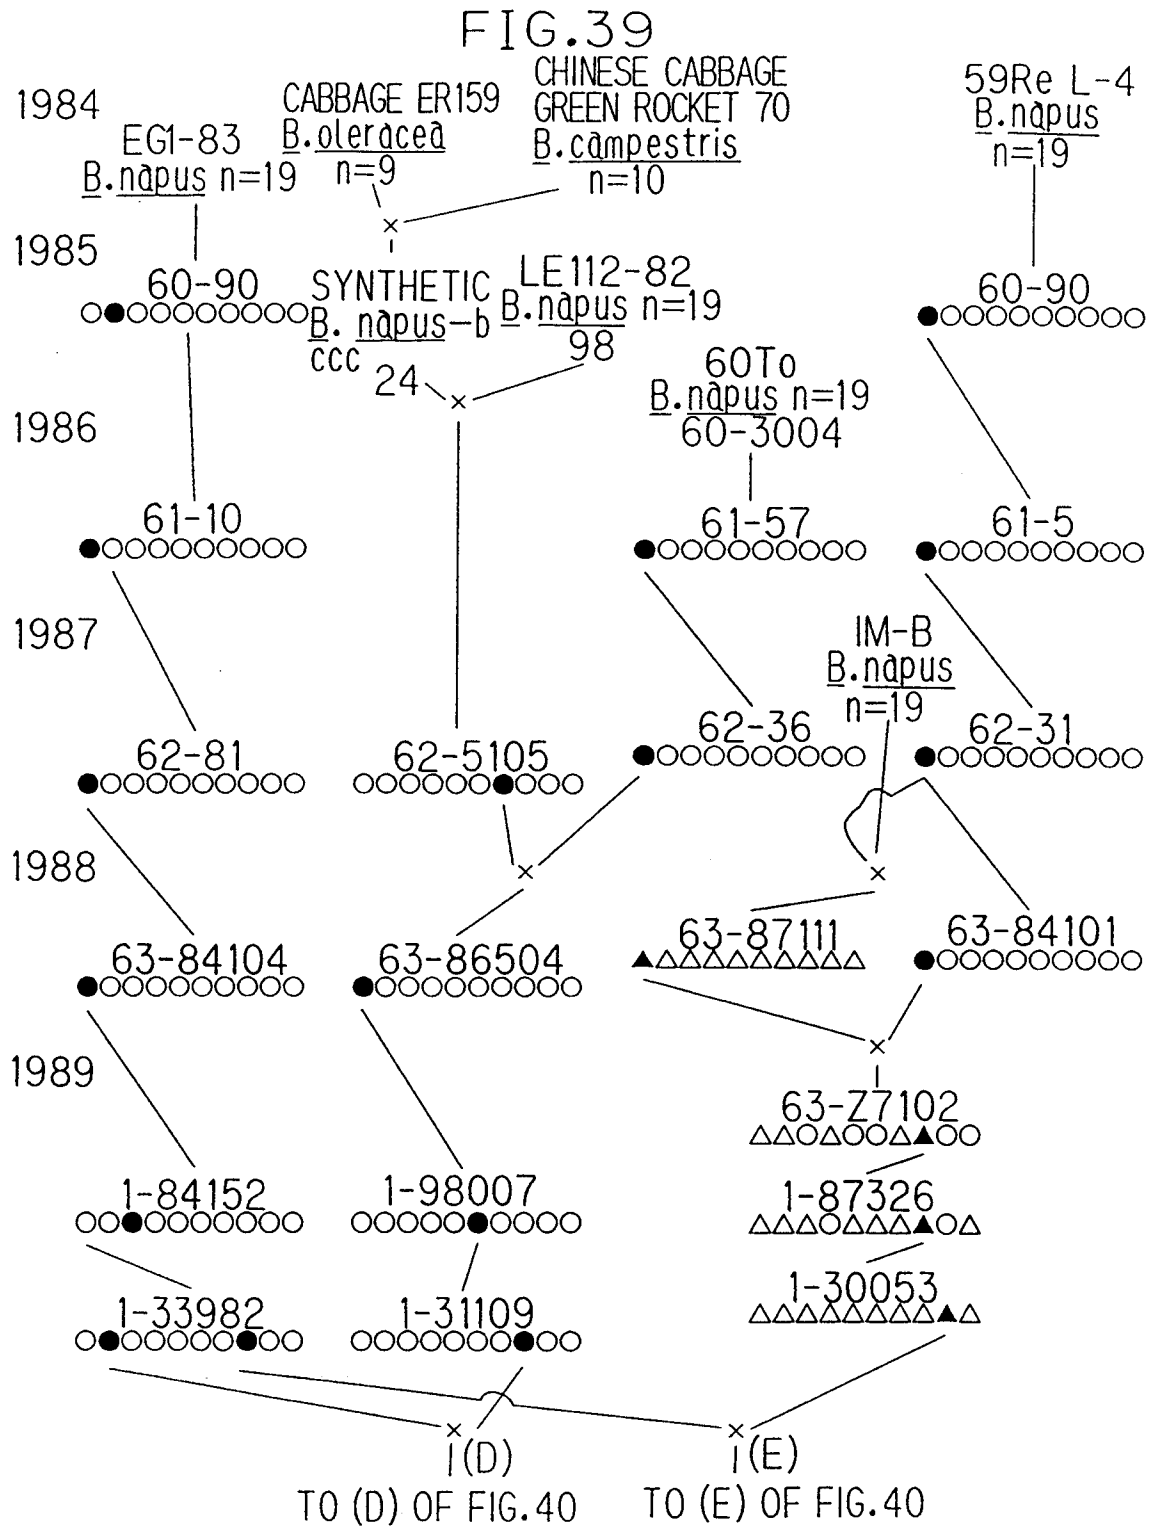 FIG.39
1984
EG1-83
B.napus n=19
CABBAGE ER159
B.oleracea
n=9
CHINESE CABBAGE
GREEN ROCKET 70
B.campestris
n=10
59Re L-4
B.napus
n=19
×
1985
60-90
SYNTHETIC
B. napus-b
ccc
24
LE112-82
B.napus n=19
98
60-90
×
60To
B.napus n=19
60-3004
1986
61-10
61-57
61-5
1987
IM-B
B.napus
n=19
62-81
62-5105
62-36
62-31
1988
×
×
63-84104
63-86504
63-87111
63-84101
×
1989
63-Z7102
1-84152
1-98007
1-87326
1-33982
1-31109
1-30053
×
×
(D)
(E)
TO (D) OF FIG.40
TO (E) OF FIG.40